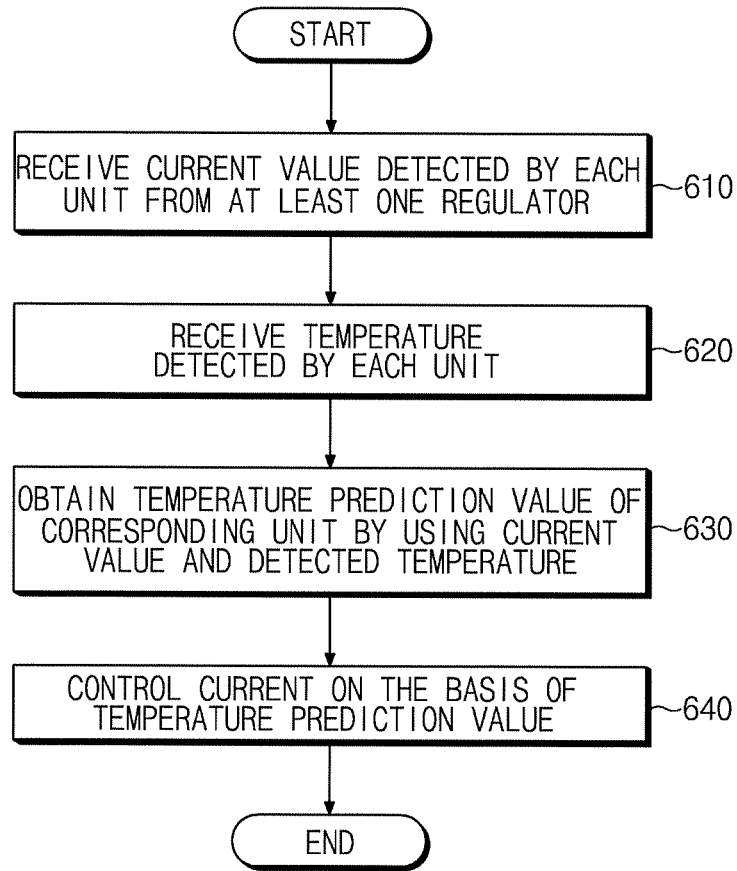 START
RECEIVE CURRENT VALUE DETECTED BY EACH
UNIT FROM AT LEAST ONE REGULATOR
610
RECEIVE TEMPERATURE
DETECTED BY EACH UNIT
620
OBTAIN TEMPERATURE PREDICTION VALUE OF
CORRESPONDING UNIT BY USING CURRENT
VALUE AND DETECTED TEMPERATURE
630
CONTROL CURRENT ON THE BASIS OF
TEMPERATURE PREDICTION VALUE
640
END